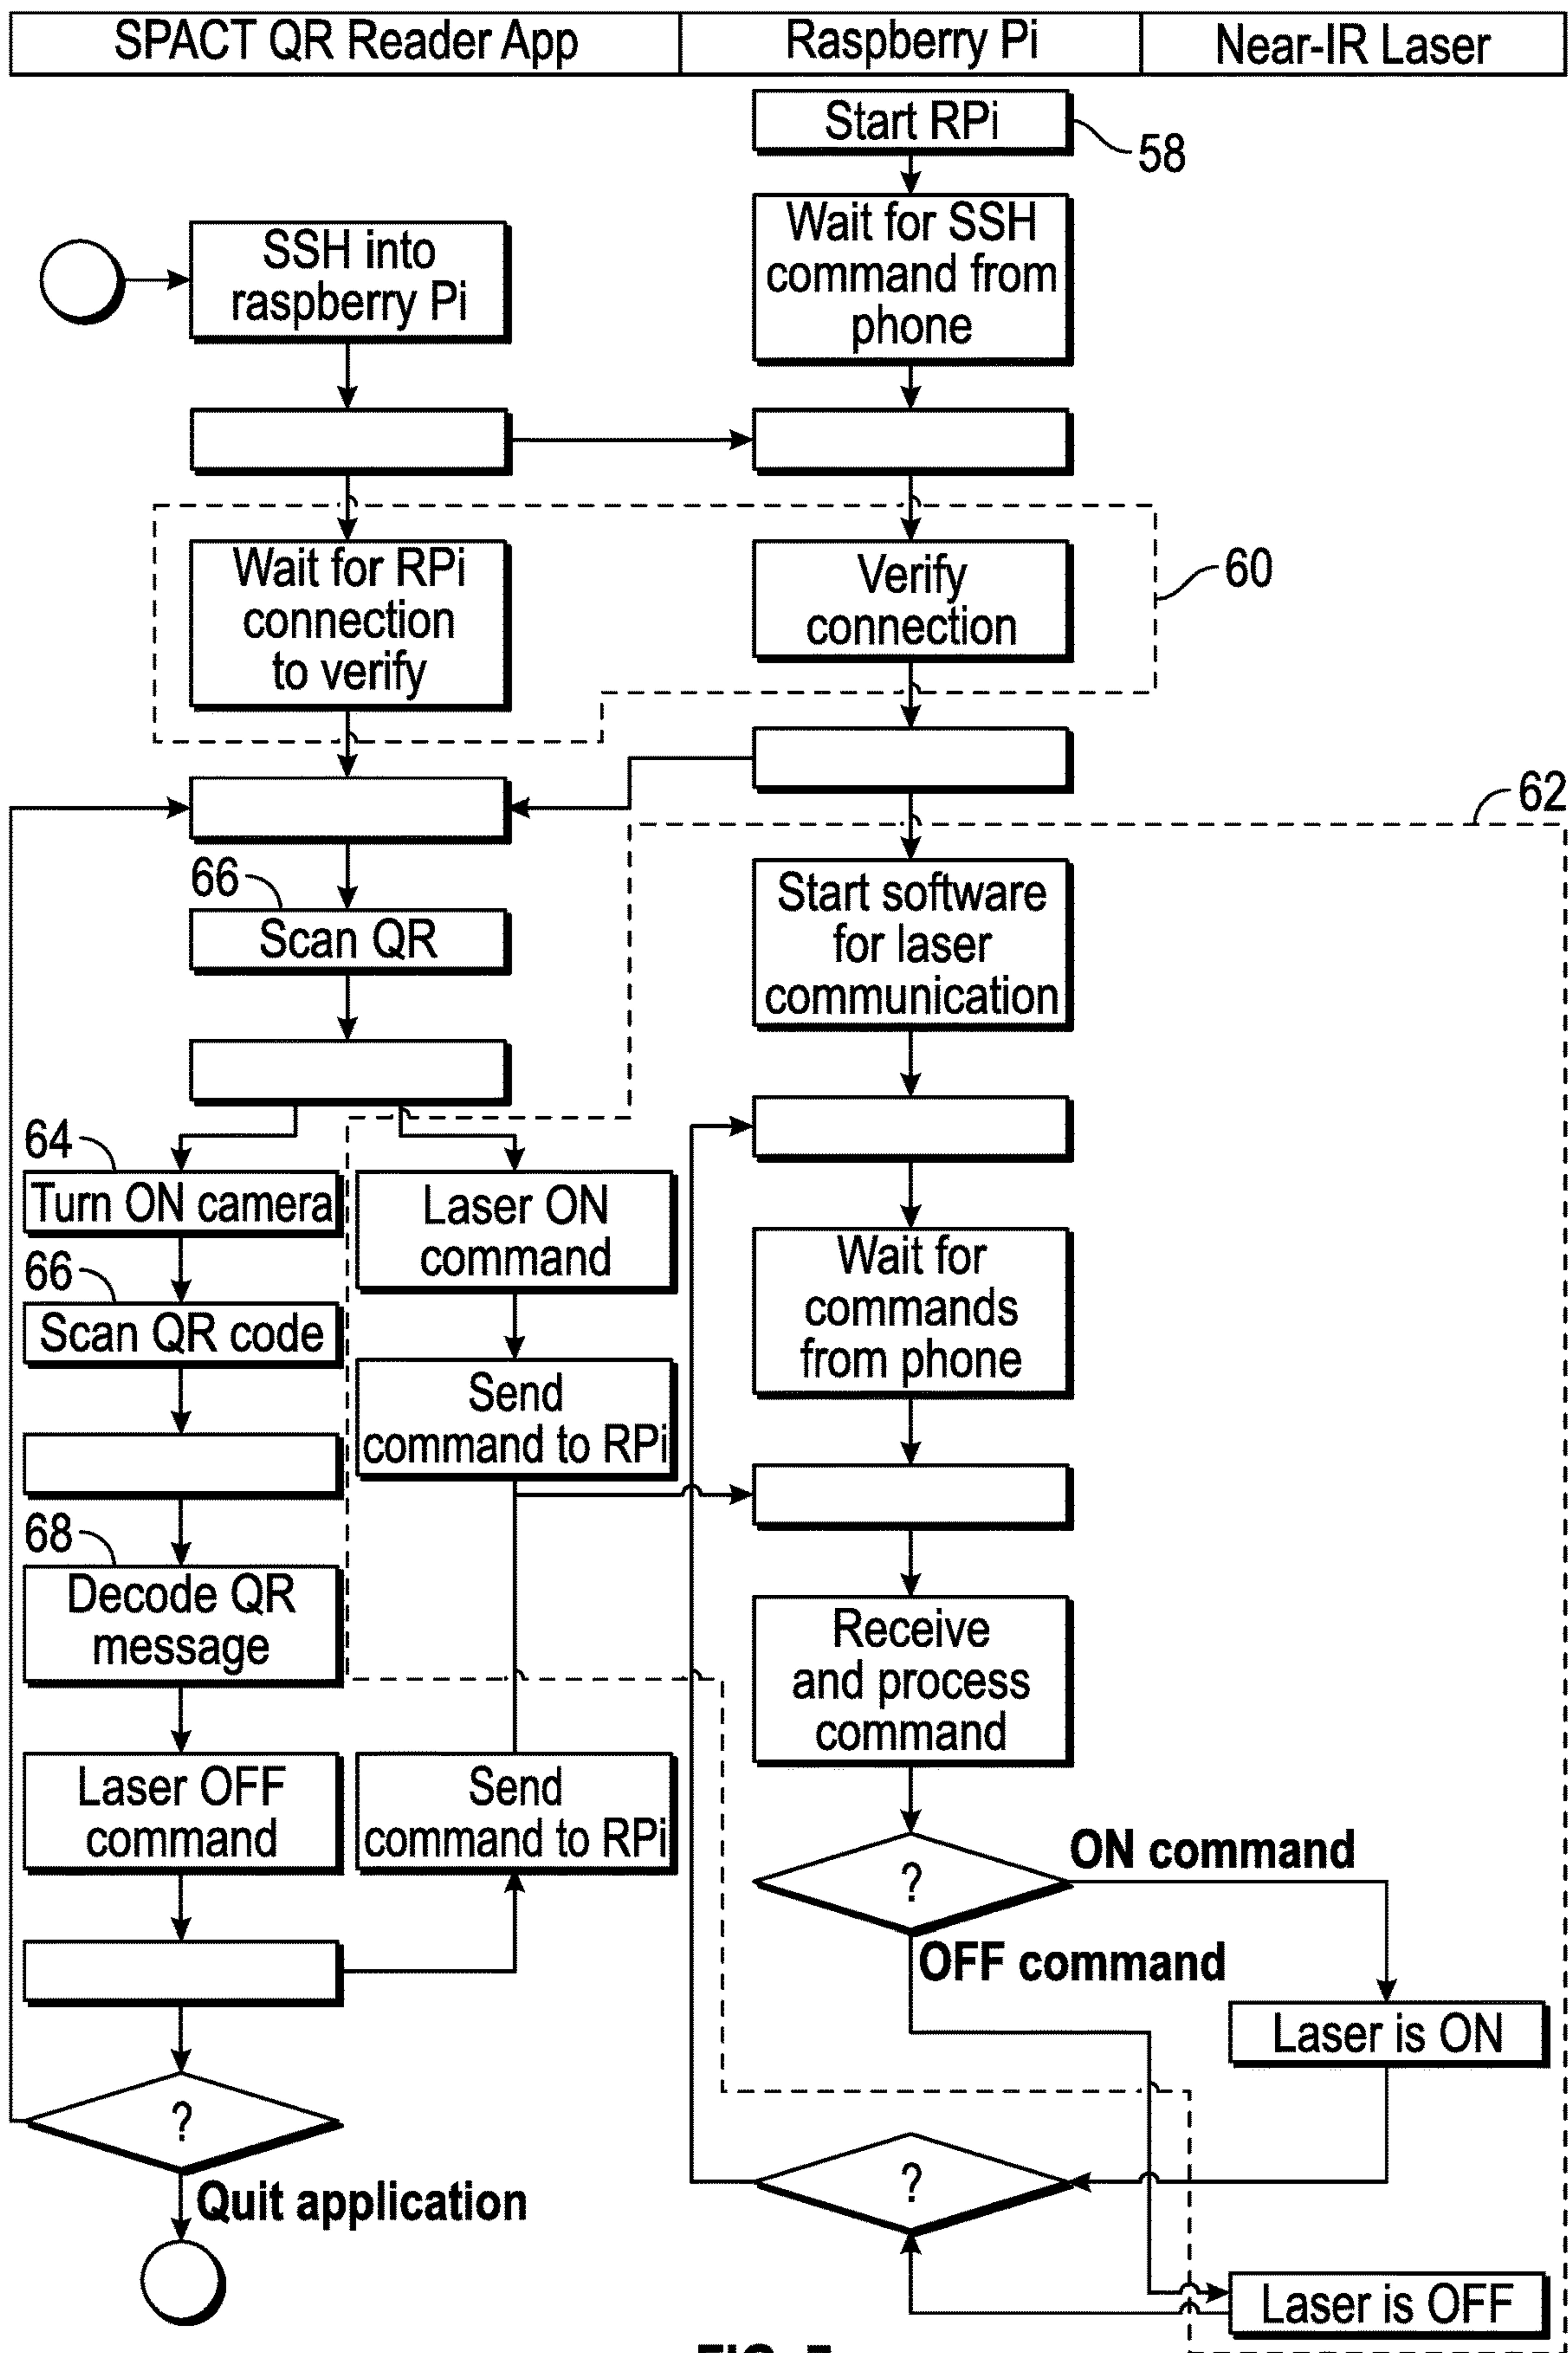 SPACT QR Reader App
Raspberry Pi
Near-IR Laser
Start RPi
58
Wait for SSH
command from
phone
SSH into
raspberry Pi
Wait for RPi
connection
to verify
Verify
connection
60
62
66
Scan QR
Start software
for laser
communication
64
Turn ON camera
Laser ON
command
66
Scan QR code
Wait for
commands
from phone
Send
command to RPi
68
Decode QR
message
Receive
and process
command
Laser OFF
command
Send
command to RPi
?
ON command
OFF command
Laser is ON
?
?
Quit application
Laser is OFF